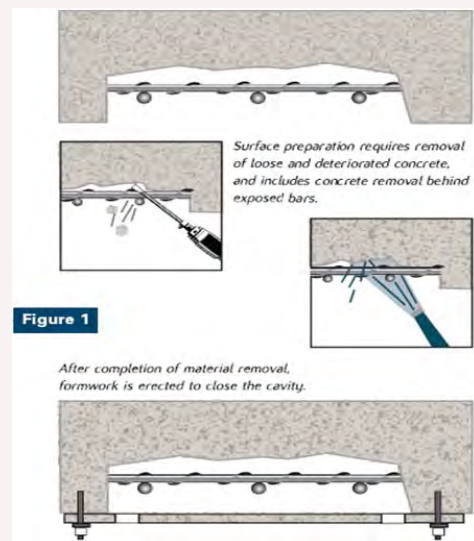 Surface preparation requires removal
of loose and deteriorated concrete,
and includes concrete removal behind
exposed bars.
Figure 1
After completion of material removal,
formwork is erected to close the cavity.